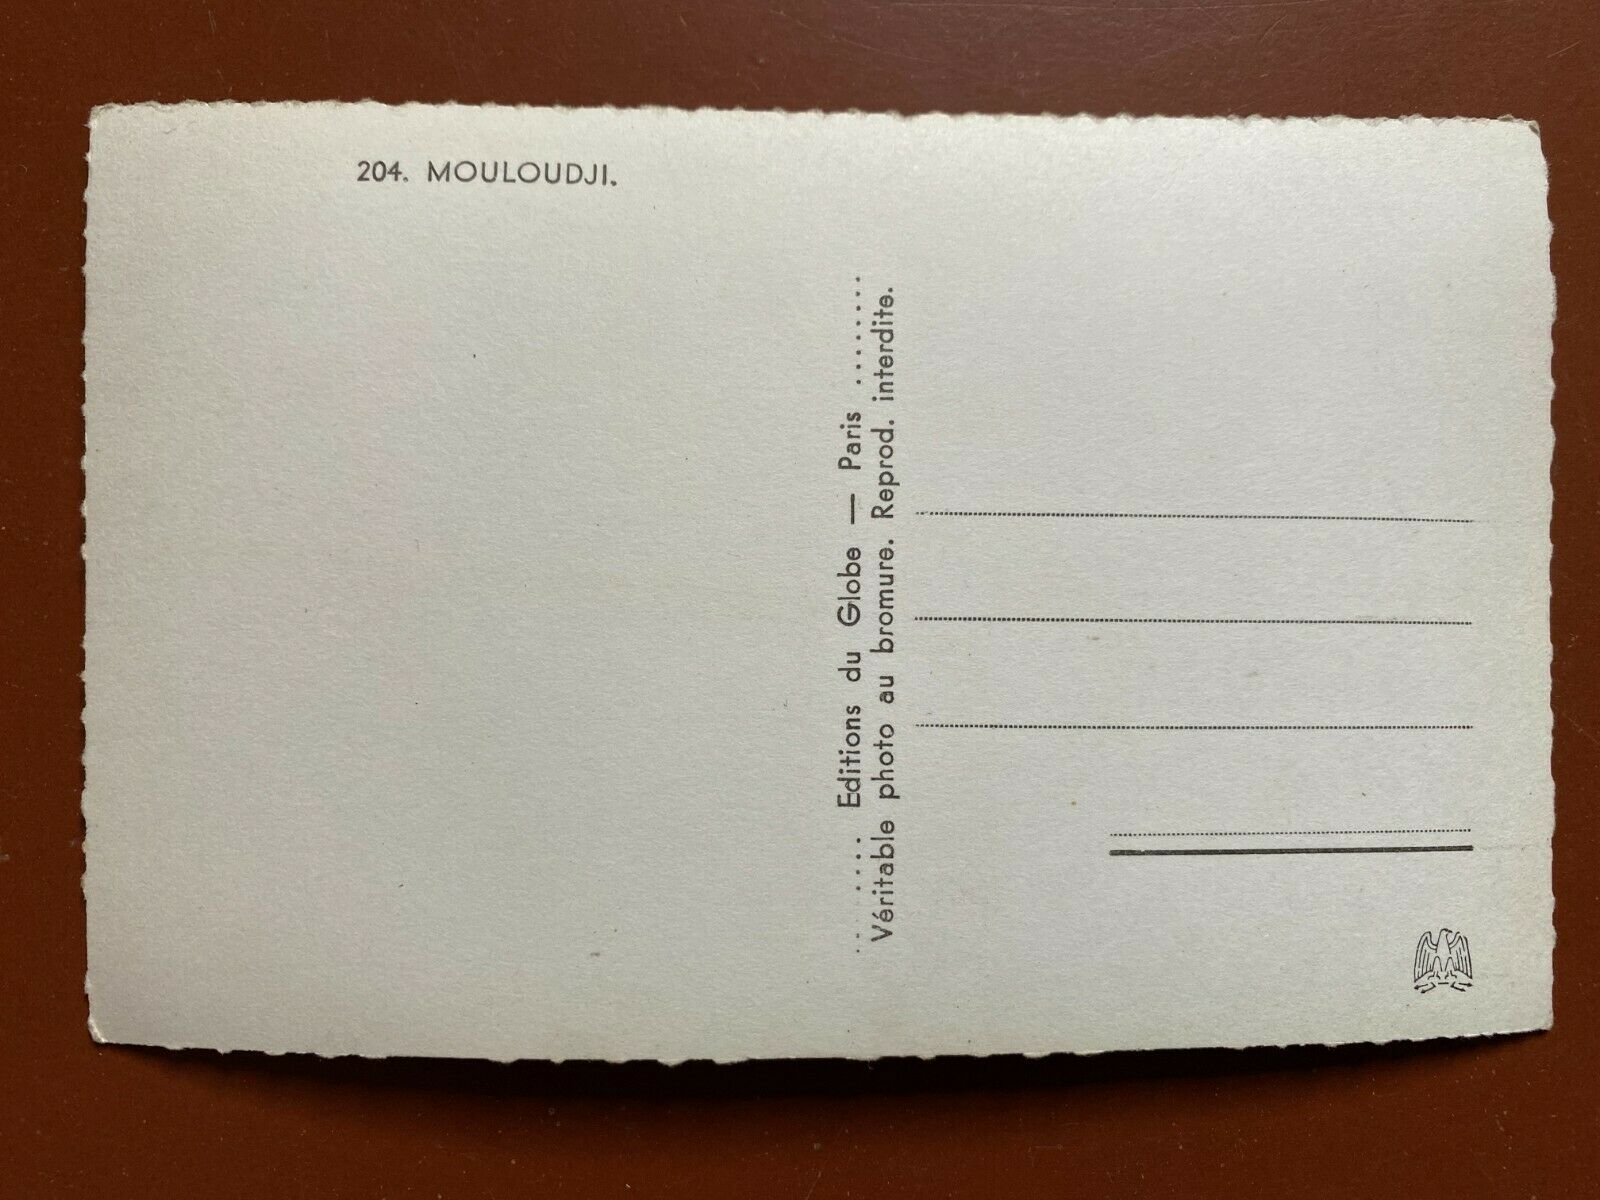 204. MOULOUDJI.
........ Editions du Globe — Paris ........
Véritable photo au bromure. Reprod. interdite.